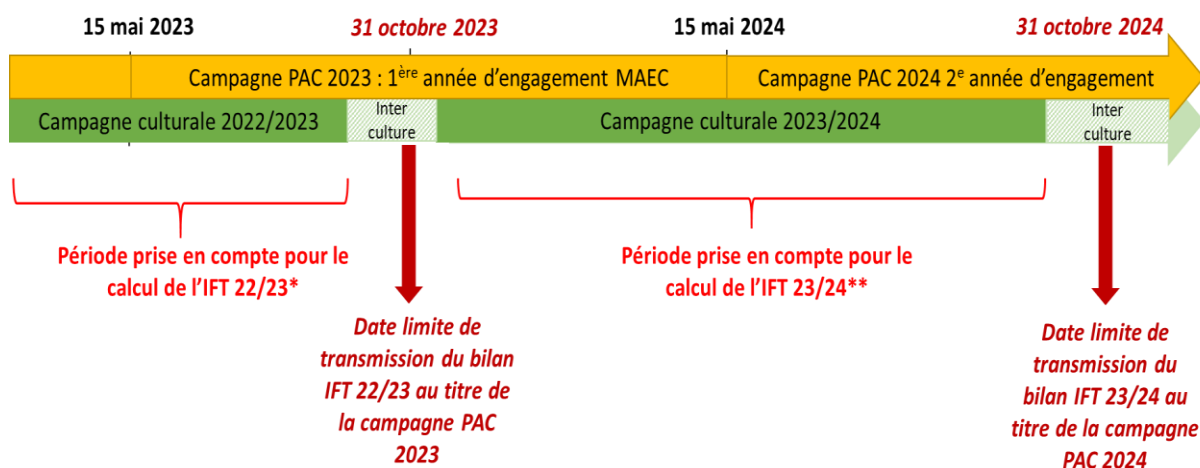 15 mai 2023
31 octobre 2023
15 mai 2024
31 octobre 2024
Campagne PAC 2023 : 1ère année d’engagement MAEC
Campagne PAC 2024 2e année d’engagement
Campagne culturale 2022/2023
Inter
culture
Campagne culturale 2023/2024
Inter
culture
Période prise en compte pour le
calcul de l’IFT 22/23*
Période prise en compte pour le
calcul de l’IFT 23/24**
Date limite de
transmission du bilan
IFT 22/23 au titre de
la campagne PAC
2023
Date limite de
transmission du
bilan IFT 23/24 au
titre de la campagne
PAC 2024